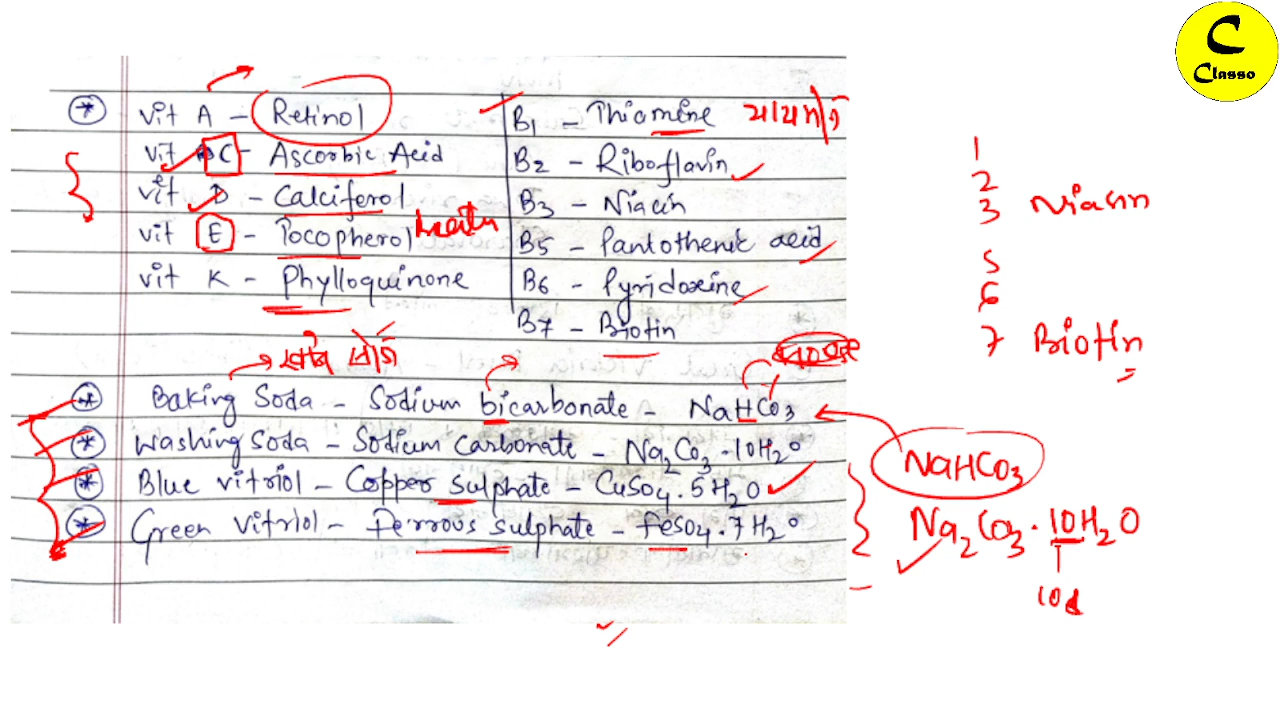 C
Classo
Vit A - Retinol
Vit C - Ascorbic Acid
Vit D - Calciferol
Vit E - Tocopherol
Vit K - Phylloquinone
B1 - Thiamine
B2 - Riboflavin
B3 - Niacin
B5 - Pantothenic acid
B6 - Pyridoxine
B7 - Biotin
Baking Soda - Sodium bicarbonate - NaHCO3
Washing Soda - Sodium Carbonate - Na2CO3.10H2O
Blue vitriol - Copper sulphate - CuSO4.5H2O
Green vitriol - ferrous sulphate - feSO4.7H2O
1
2
3 Niacin
5
6
7 Biotin
NaHCO3
Na2CO3.10H2O